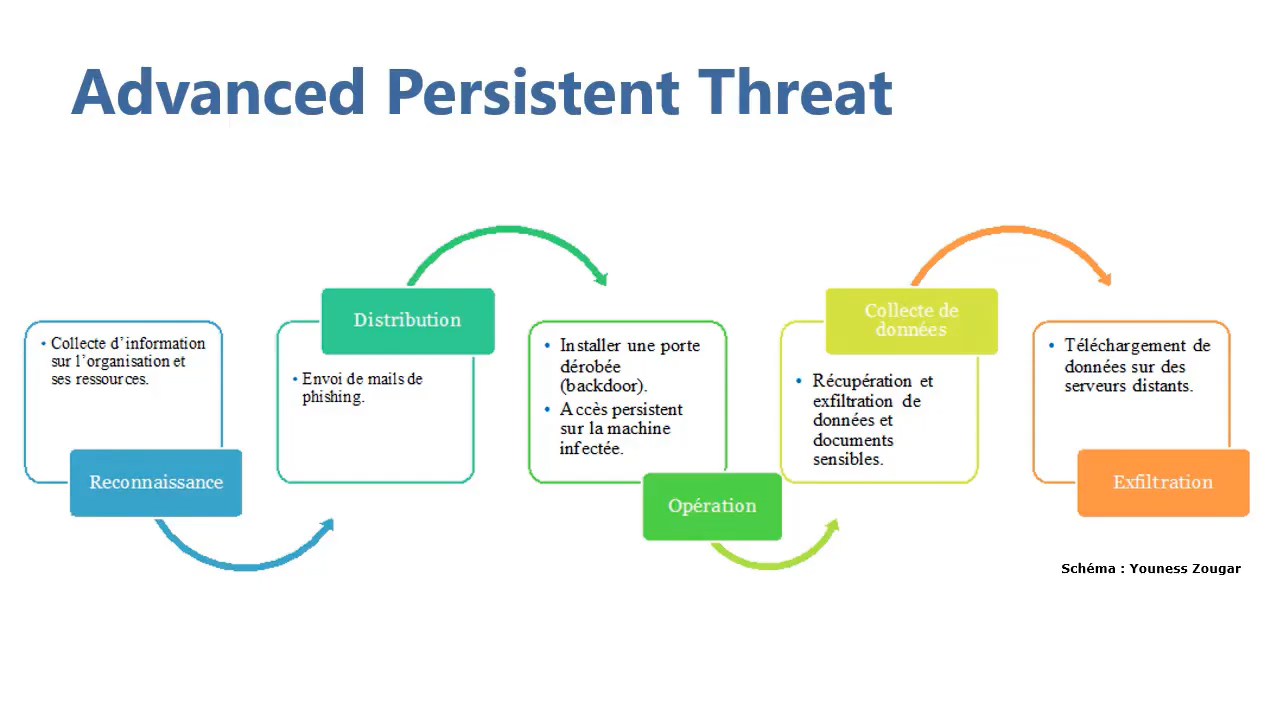 Advanced Persistent Threat
• Collecte d’information
sur l’organisation et
ses ressources.
Reconnaissance
Distribution
• Envoi de mails de
phishing.
• Installer une porte
dérobée
(backdoor).
• Accès persistent
sur la machine
infectée.
Opération
Collecte de
données
• Récupération et
exfiltration de
données et
documents
sensibles.
• Téléchargement de
données sur des
serveurs distants.
Exfiltration
Schéma : Youness Zougar